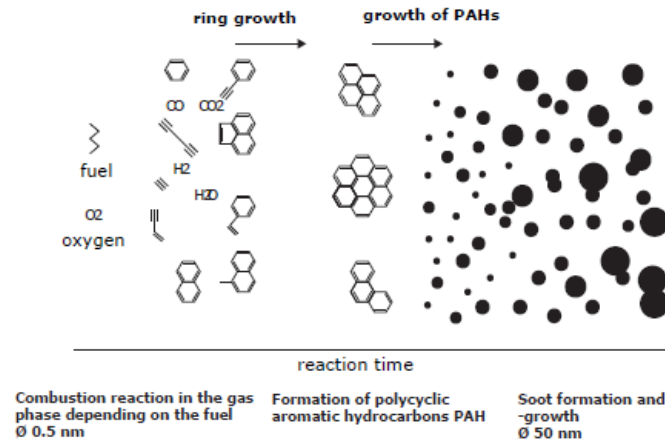 ring growth
growth of PAHs
CO
CO2
fuel
H2
H2O
O2
oxygen
reaction time
Combustion reaction in the gas
phase depending on the fuel
Ø 0.5 nm
Formation of polycyclic
aromatic hydrocarbons PAH
Soot formation and
-growth
Ø 50 nm